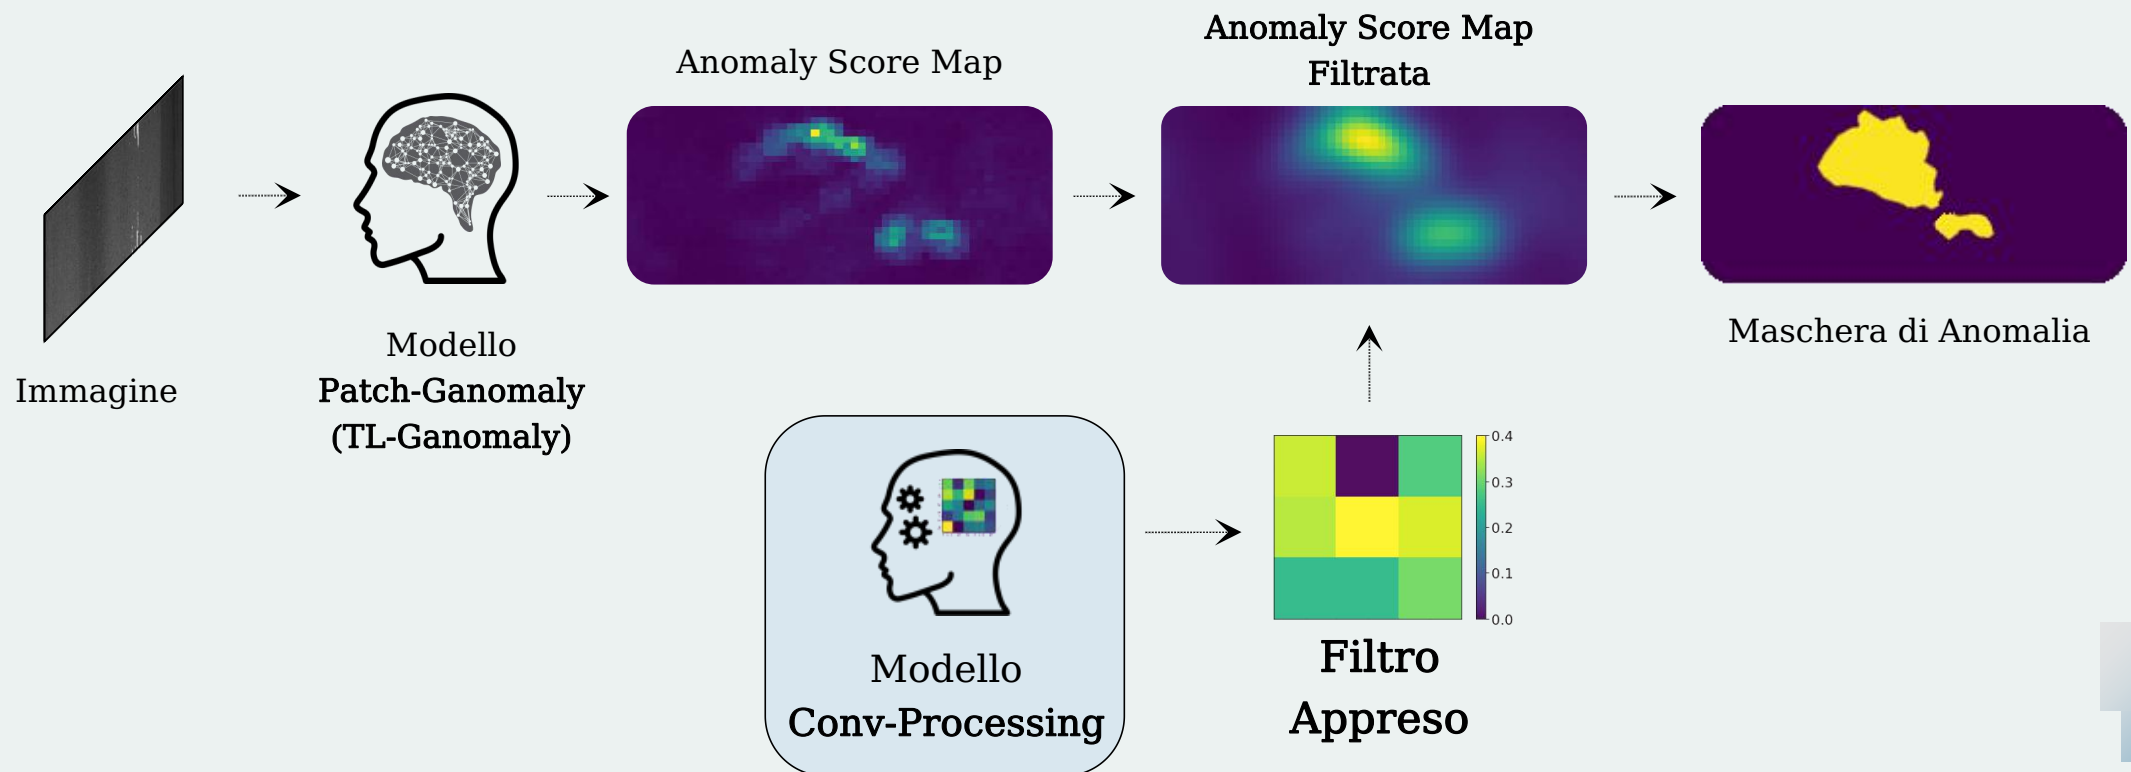 Anomaly Score Map
Anomaly Score Map
Filtrata
Immagine
Modello
Patch-Ganomaly
(TL-Ganomaly)
Maschera di Anomalia
Modello
Conv-Processing
0.4
0.3
0.2
0.1
0.0
Filtro
Appreso